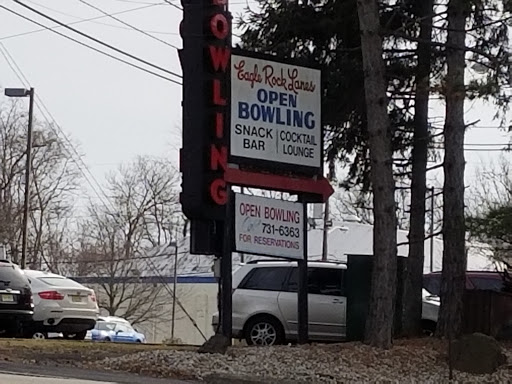 BOWLING
Eagle Rock Lanes
OPEN
BOWLING
SNACK BAR
COCKTAIL LOUNGE
OPEN BOWLING
731-6363
FOR RESERVATIONS